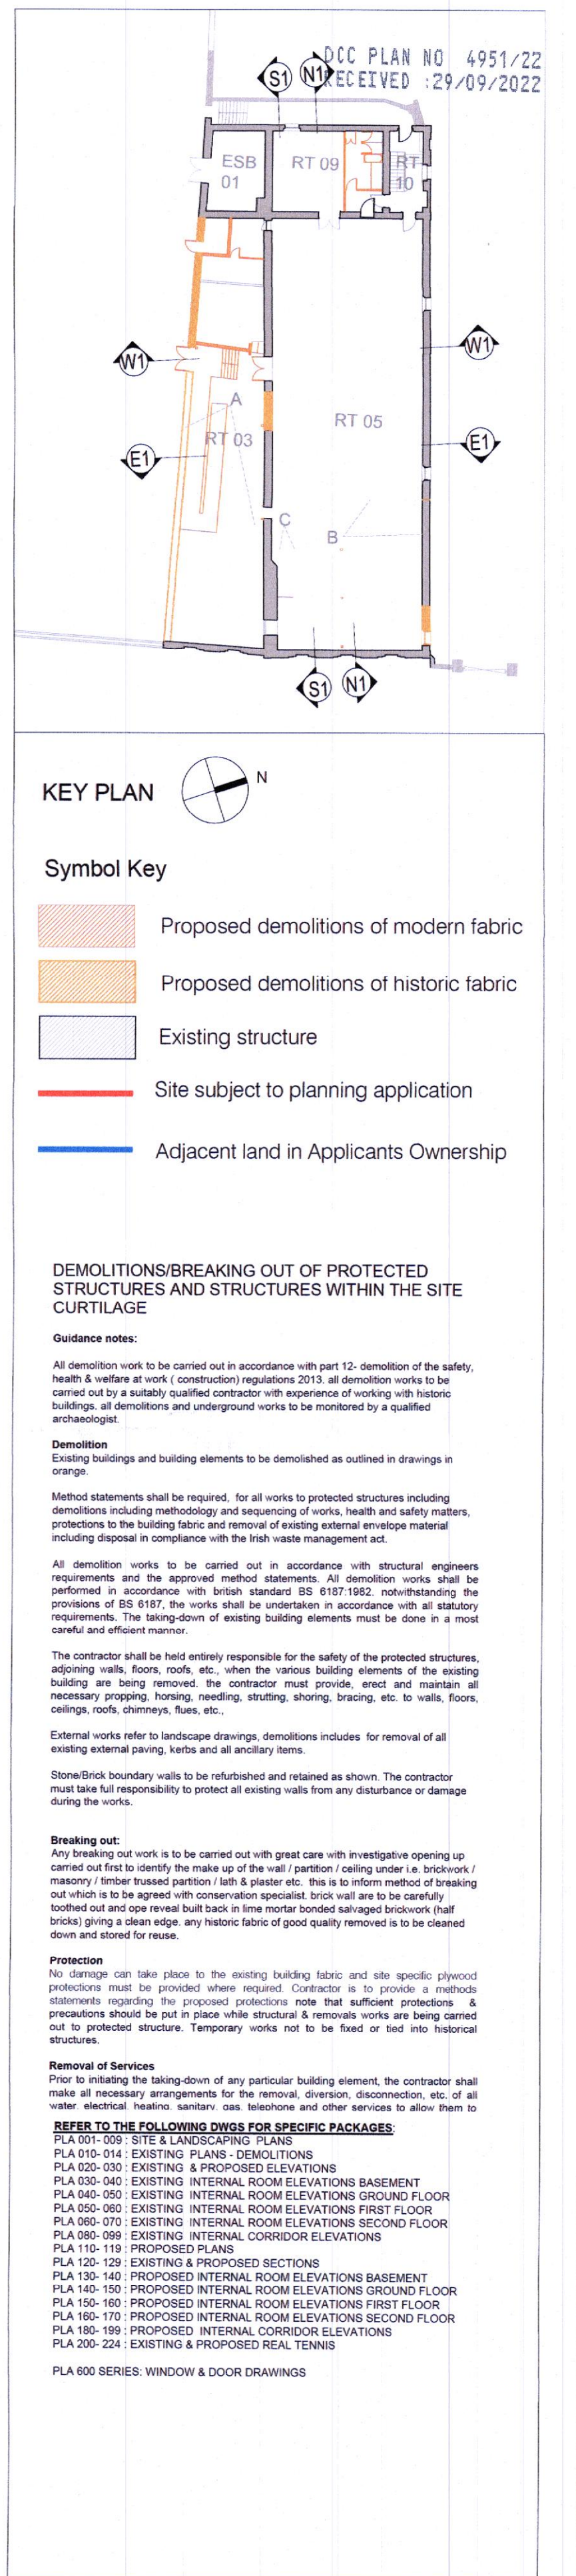 DCC PLAN NO 4951/22
RECEIVED :29/09/2022
S1 N1
ESB
01
RT 09
RT
10
W1
W1
A
RT 05
RT 03
E1
E1
C
B
S1 N1
KEY PLAN
N
Symbol Key
Proposed demolitions of modern fabric
Proposed demolitions of historic fabric
Existing structure
Site subject to planning application
Adjacent land in Applicants Ownership
DEMOLITIONS/BREAKING OUT OF PROTECTED
STRUCTURES AND STRUCTURES WITHIN THE SITE
CURTILAGE
Guidance notes:
All demolition work to be carried out in accordance with part 12- demolition of the safety,
health & welfare at work ( construction) regulations 2013. all demolition works to be
carried out by a suitably qualified contractor with experience of working with historic
buildings. all demolitions and underground works to be monitored by a qualified
archaeologist.
Demolition
Existing buildings and building elements to be demolished as outlined in drawings in
orange.
Method statements shall be required, for all works to protected structures including
demolitions including methodology and sequencing of works, health and safety matters,
protections to the building fabric and removal of existing external envelope material
including disposal in compliance with the Irish waste management act.
All demolition works to be carried out in accordance with structural engineers
requirements and the approved method statements. All demolition works shall be
performed in accordance with british standard BS 6187:1982. notwithstanding the
provisions of BS 6187, the works shall be undertaken in accordance with all statutory
requirements. The taking-down of existing building elements must be done in a most
careful and efficient manner.
The contractor shall be held entirely responsible for the safety of the protected structures,
adjoining walls, floors, roofs, etc., when the various building elements of the existing
building are being removed. the contractor must provide, erect and maintain all
necessary propping, horsing, needling, strutting, shoring, bracing, etc. to walls, floors,
ceilings, roofs, chimneys, flues, etc.,
External works refer to landscape drawings, demolitions includes for removal of all
existing external paving, kerbs and all ancillary items.
Stone/Brick boundary walls to be refurbished and retained as shown. The contractor
must take full responsibility to protect all existing walls from any disturbance or damage
during the works.
Breaking out:
Any breaking out work is to be carried out with great care with investigative opening up
carried out first to identify the make up of the wall / partition / ceiling under i.e. brickwork /
masonry / timber trussed partition / lath & plaster etc. this is to inform method of breaking
out which is to be agreed with conservation specialist. brick wall are to be carefully
toothed out and ope reveal built back in lime mortar bonded salvaged brickwork (half
bricks) giving a clean edge. any historic fabric of good quality removed is to be cleaned
down and stored for reuse.
Protection
No damage can take place to the existing building fabric and site specific plywood
protections must be provided where required. Contractor is to provide a methods
statements regarding the proposed protections note that sufficient protections &
precautions should be put in place while structural & removals works are being carried
out to protected structure. Temporary works not to be fixed or tied into historical
structures.
Removal of Services
Prior to initiating the taking-down of any particular building element, the contractor shall
make all necessary arrangements for the removal, diversion, disconnection, etc. of all
water, electrical, heating, sanitary, gas, telephone and other services to allow them to
REFER TO THE FOLLOWING DWGS FOR SPECIFIC PACKAGES:
PLA 001- 009 : SITE & LANDSCAPING PLANS
PLA 010- 014 : EXISTING PLANS - DEMOLITIONS
PLA 020- 030 : EXISTING & PROPOSED ELEVATIONS
PLA 030- 040 : EXISTING INTERNAL ROOM ELEVATIONS BASEMENT
PLA 040- 050 : EXISTING INTERNAL ROOM ELEVATIONS GROUND FLOOR
PLA 050- 060 : EXISTING INTERNAL ROOM ELEVATIONS FIRST FLOOR
PLA 060- 070 : EXISTING INTERNAL ROOM ELEVATIONS SECOND FLOOR
PLA 080- 099 : EXISTING INTERNAL CORRIDOR ELEVATIONS
PLA 110- 119 : PROPOSED PLANS
PLA 120- 129 : EXISTING & PROPOSED SECTIONS
PLA 130- 140 : PROPOSED INTERNAL ROOM ELEVATIONS BASEMENT
PLA 140- 150 : PROPOSED INTERNAL ROOM ELEVATIONS GROUND FLOOR
PLA 150- 160 : PROPOSED INTERNAL ROOM ELEVATIONS FIRST FLOOR
PLA 160- 170 : PROPOSED INTERNAL ROOM ELEVATIONS SECOND FLOOR
PLA 180- 199 : PROPOSED INTERNAL CORRIDOR ELEVATIONS
PLA 200- 224 : EXISTING & PROPOSED REAL TENNIS
PLA 600 SERIES: WINDOW & DOOR DRAWINGS